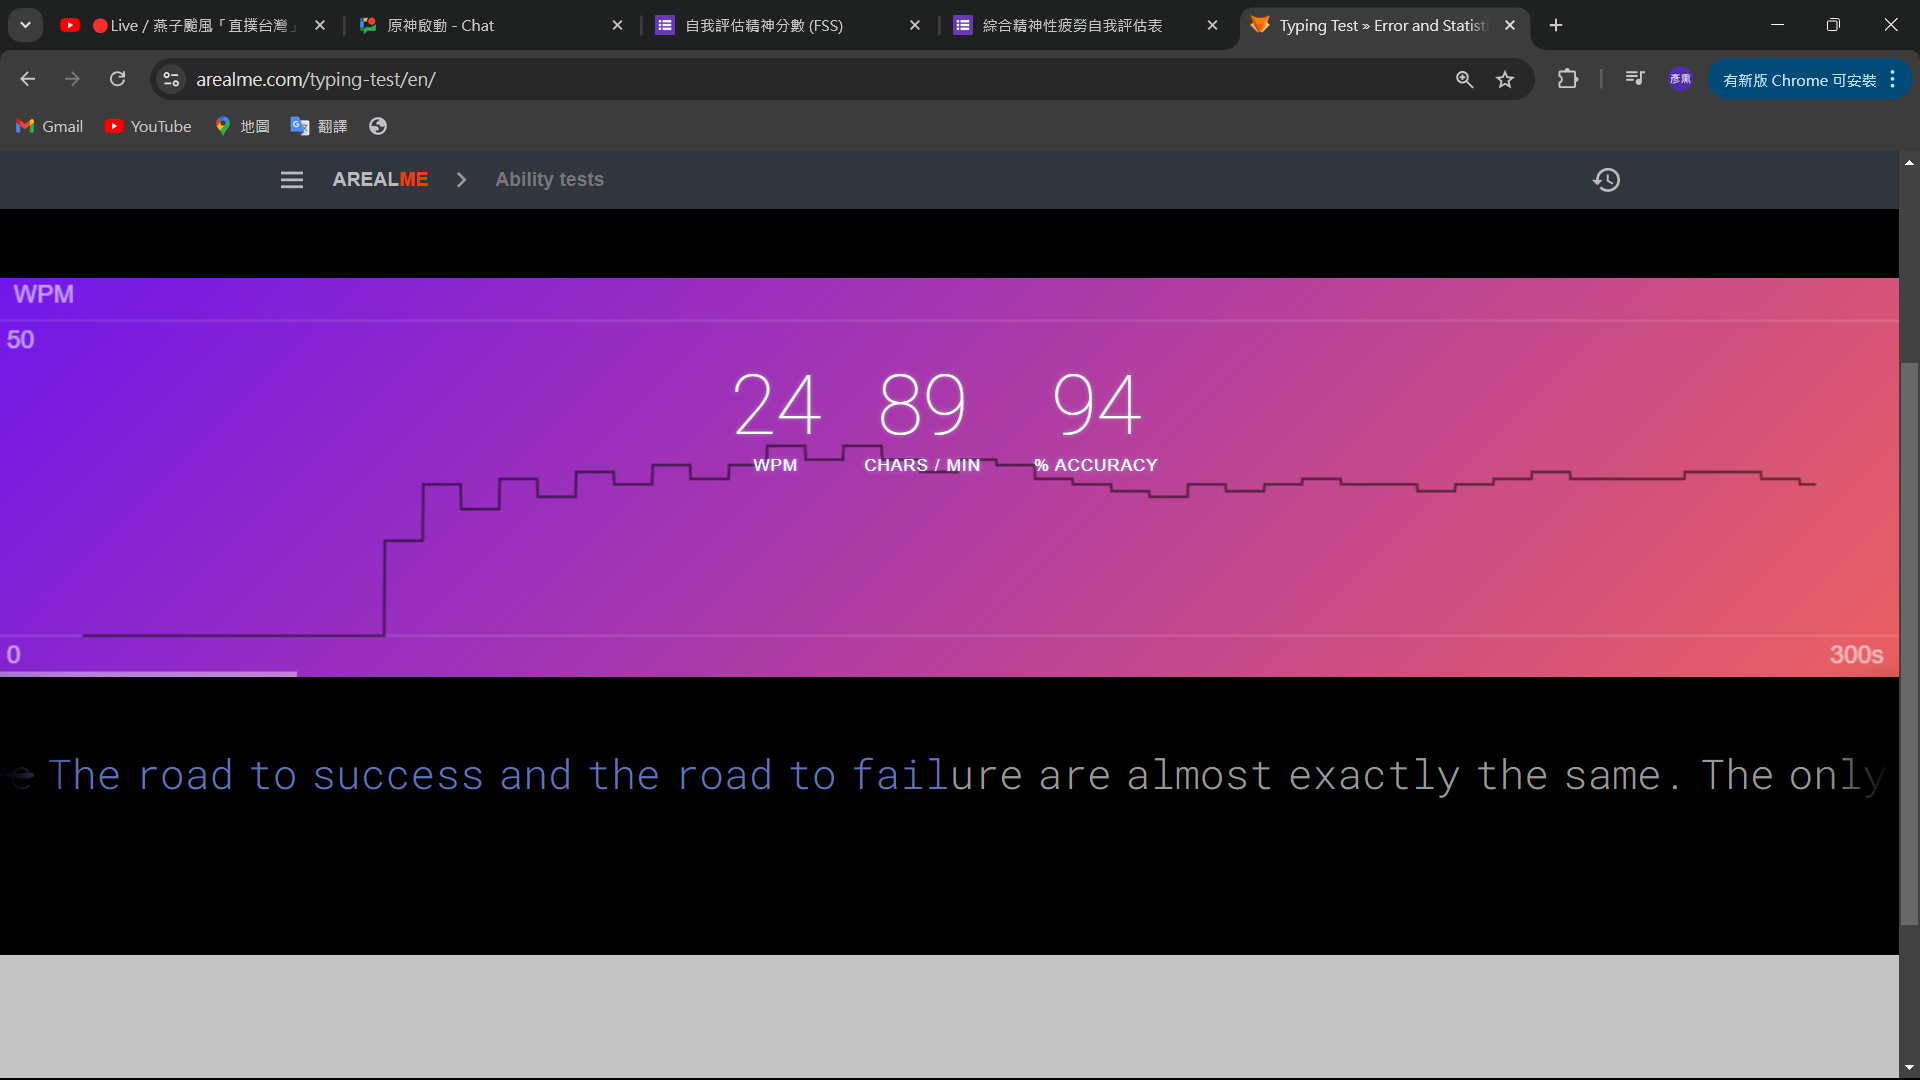 🔴Live / 燕子颱風「直撲台灣」
原神啟動 - Chat
自我評估精神分數 (FSS)
綜合精神性疲勞自我評估表
Typing Test » Error and Statisti
arealme.com/typing-test/en/
彥熏
有新版 Chrome 可安裝
Gmail
YouTube
地圖
翻譯
AREALME
Ability tests
WPM
50
24 89 94
WPM CHARS / MIN % ACCURACY
0
300s
The road to success and the road to failure are almost exactly the same. The only